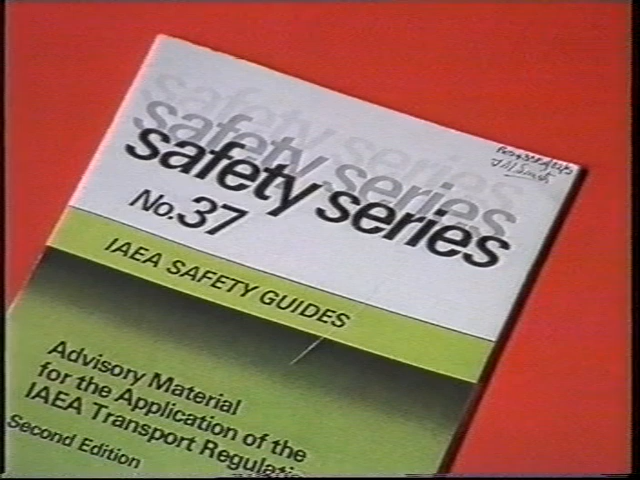 safety series
safety series
safety series
No.37
IAEA SAFETY GUIDES
Advisory Material
for the Application of the
IAEA Transport Regulatio
Second Edition